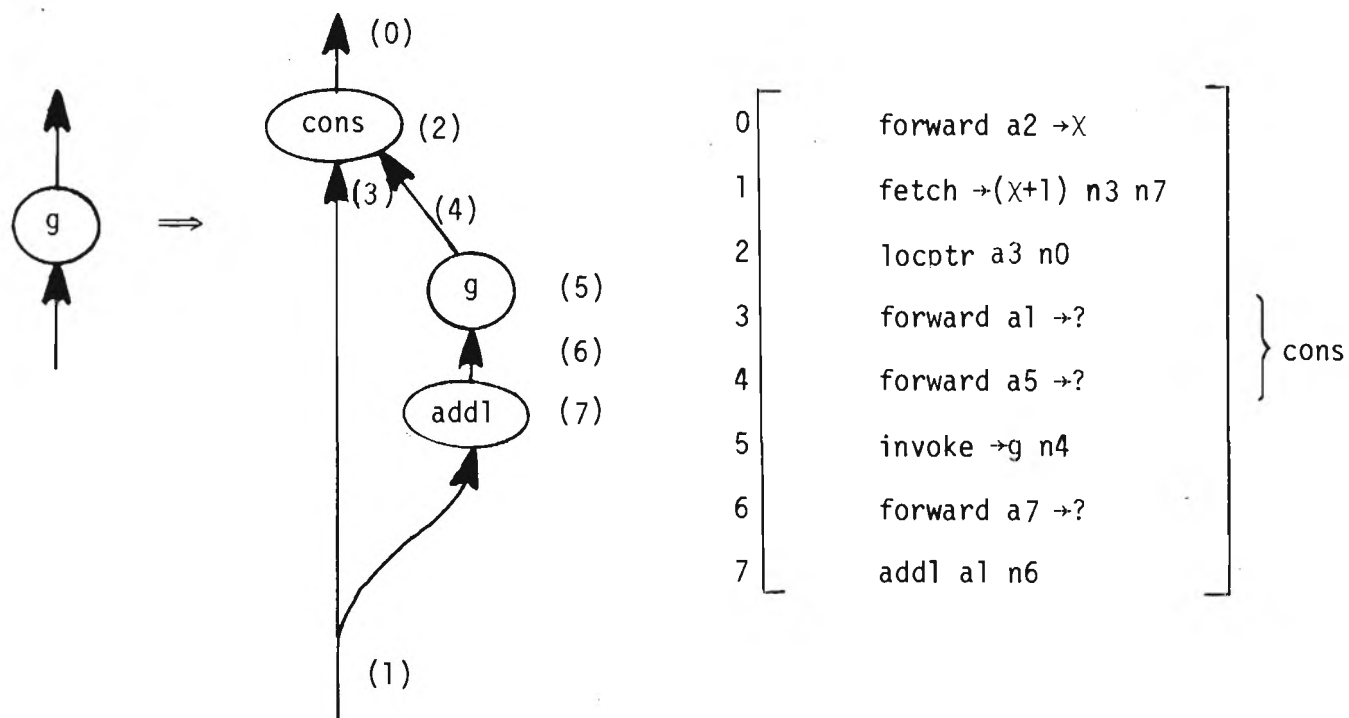 g
⇒
(0)
cons (2)
(3)
(4)
g (5)
(6)
add1 (7)
(1)
0 forward a2 →χ
1 fetch →(χ+1) n3 n7
2 locptr a3 n0
3 forward a1 →?
4 forward a5 →?
} cons
5 invoke →g n4
6 forward a7 →?
7 add1 a1 n6